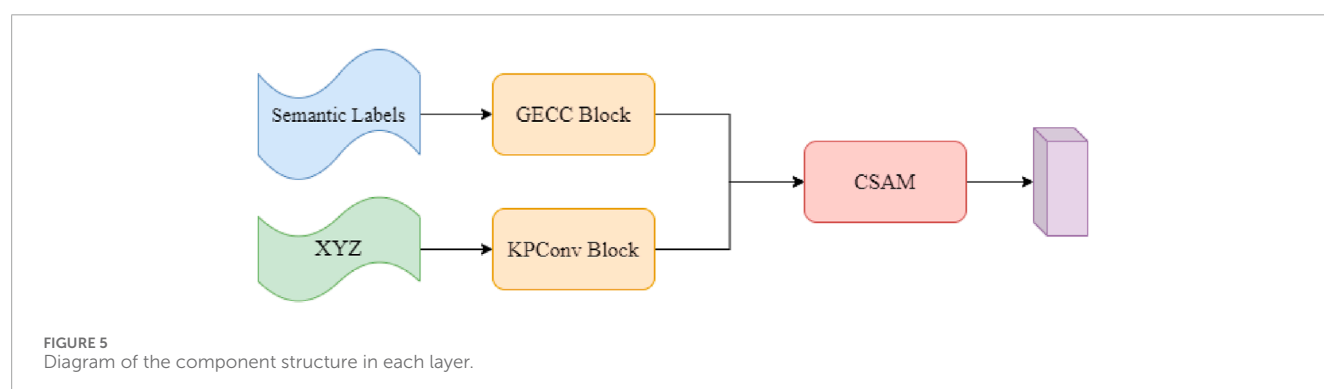 Semantic Labels
GECC Block
CSAM
XYZ
KPConv Block
FIGURE 5
Diagram of the component structure in each layer.